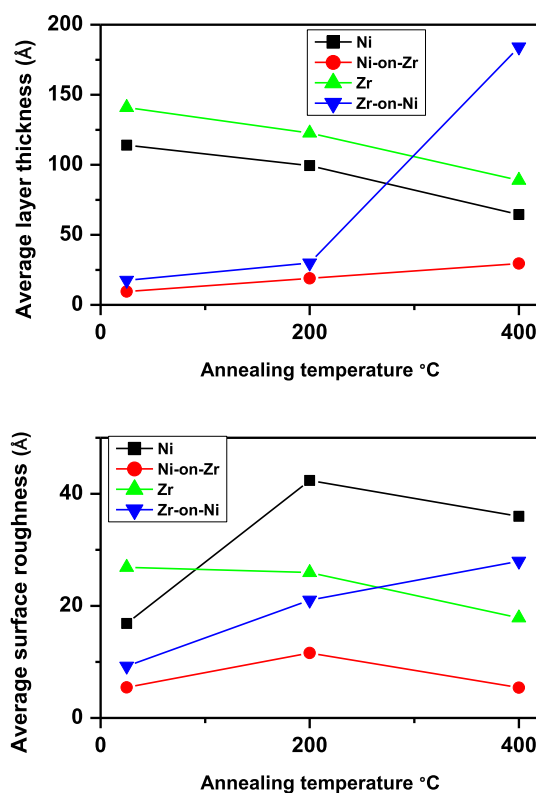 Average layer thickness (Å)
200
150
100
50
0
Ni
Ni-on-Zr
Zr
Zr-on-Ni
0 200 400
Annealing temperature °C
Average surface roughness (Å)
40
20
0
Ni
Ni-on-Zr
Zr
Zr-on-Ni
0 200 400
Annealing temperature °C